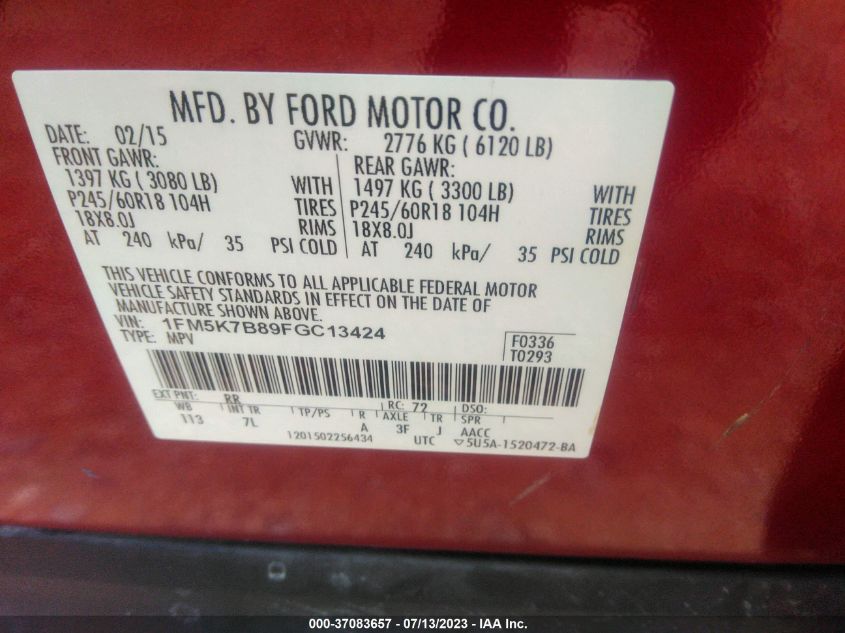 MFD. BY FORD MOTOR CO.
DATE: 02/15 GVWR: 2776 KG ( 6120 LB)
FRONT GAWR: REAR GAWR:
1397 KG ( 3080 LB) WITH 1497 KG ( 3300 LB) WITH
P245/60R18 104H TIRES P245/60R18 104H TIRES
18X8.0J RIMS 18X8.0J RIMS
AT 240 kPa/ 35 PSI COLD AT 240 kPa/ 35 PSI COLD
THIS VEHICLE CONFORMS TO ALL APPLICABLE FEDERAL MOTOR
VEHICLE SAFETY STANDARDS IN EFFECT ON THE DATE OF
MANUFACTURE SHOWN ABOVE.
VIN: 1FM5K7B89FGC13424
TYPE: MPV
F0336
T0293
EXT PNT: RR RC: 72 DSO:
WB INT TR TP/PS R AXLE TR SPR
113 7L A 3F J AACC
1201502256434 UTC ▽5U5A-1520472-BA
000-37083657 / 07/13/2023 - IAA Inc.